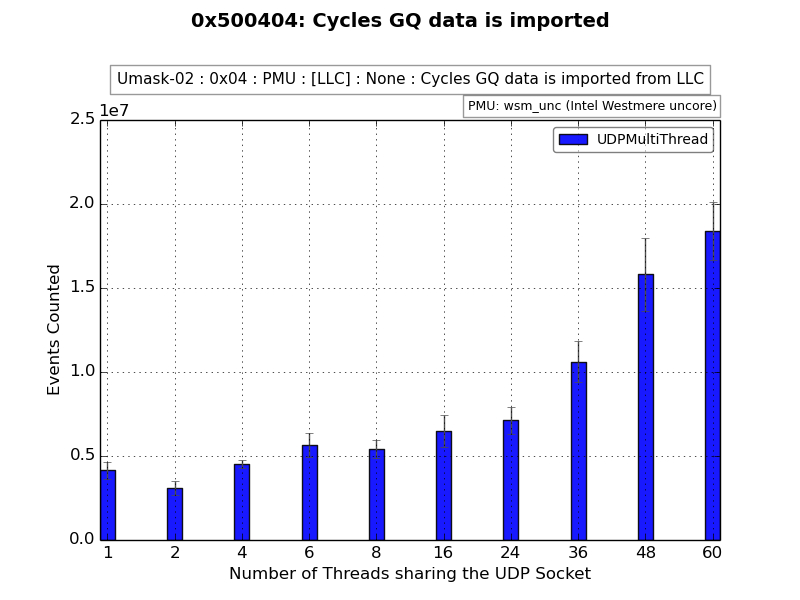 0x500404: Cycles GQ data is imported
Umask-02 : 0x04 : PMU : [LLC] : None : Cycles GQ data is imported from LLC
PMU: wsm_unc (Intel Westmere uncore)
1e7
UDPMultiThread
2.5
2.0
1.5
1.0
0.5
0.0
Events Counted
1 2 4 6 8 16 24 36 48 60
Number of Threads sharing the UDP Socket